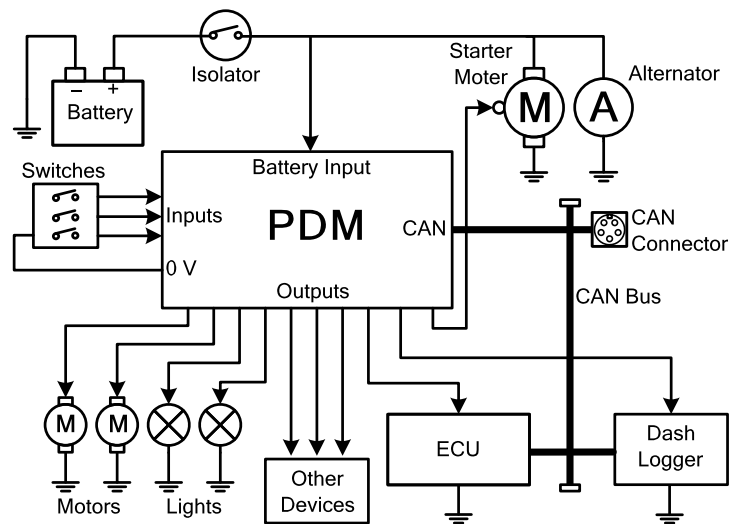 Starter
Moter
Isolator
Alternator
− +
Battery
M
A
Switches
Battery Input
Inputs
PDM
CAN
CAN
Connector
0 V
Outputs
CAN Bus
M
M
ECU
Dash
Logger
Other
Devices
Motors
Lights